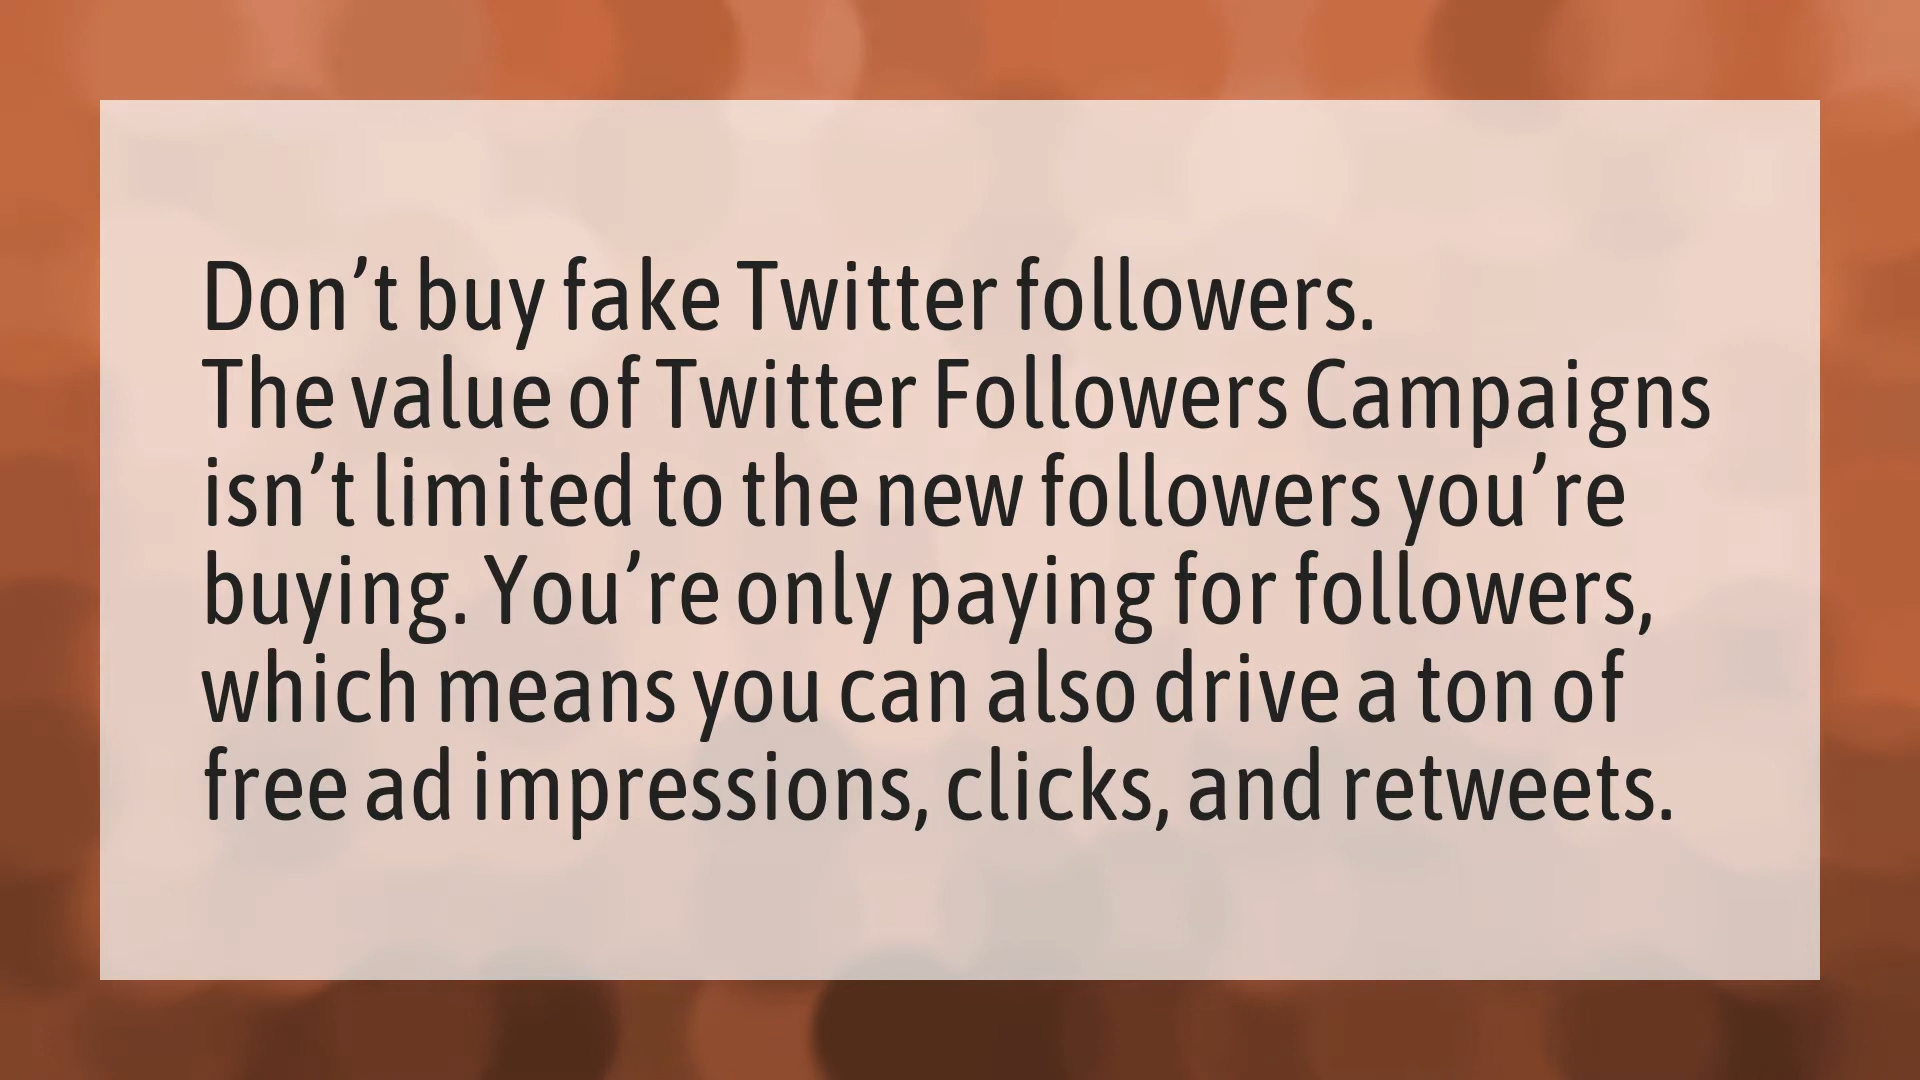 Don’t buy fake Twitter followers.
The value of Twitter Followers Campaigns
isn’t limited to the new followers you’re
buying. You’re only paying for followers,
which means you can also drive a ton of
free ad impressions, clicks, and retweets.